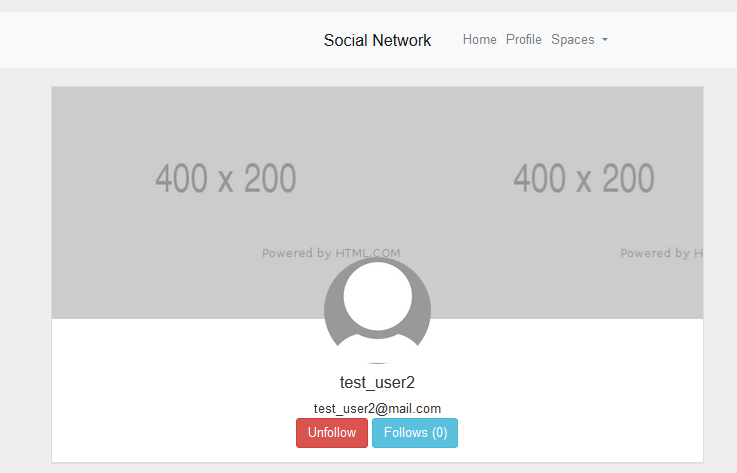 Social Network Home Profile Spaces
400 x 200 400 x 200
Powered by HTML.COM Powered by H
test_user2
test_user2@mail.com
Unfollow Follows (0)